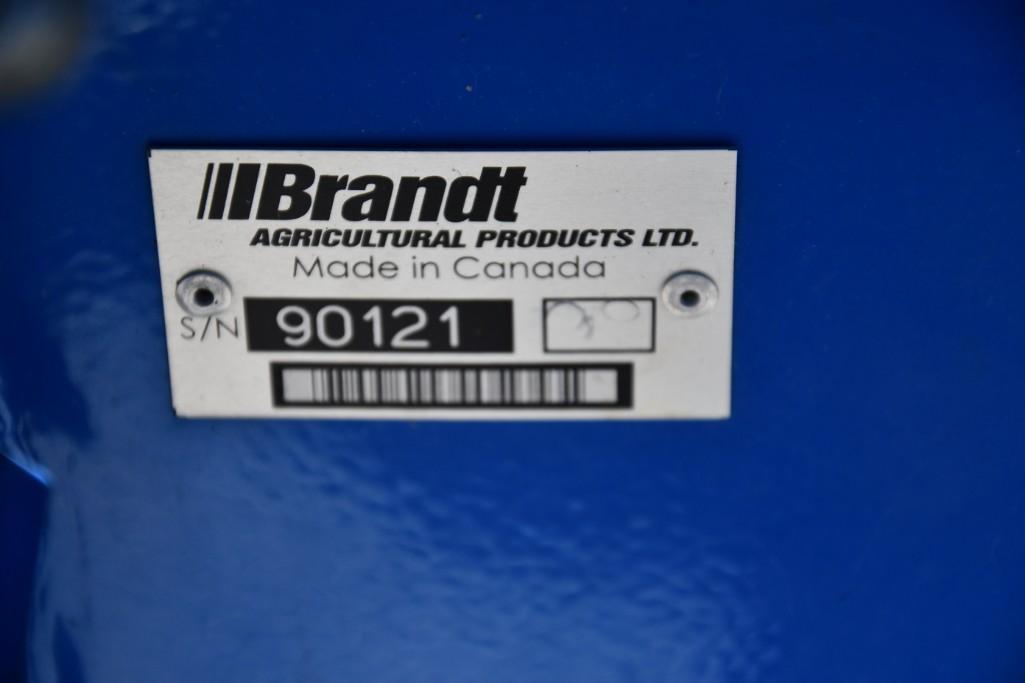 Brandt
AGRICULTURAL PRODUCTS LTD.
Made in Canada
S/N 90121